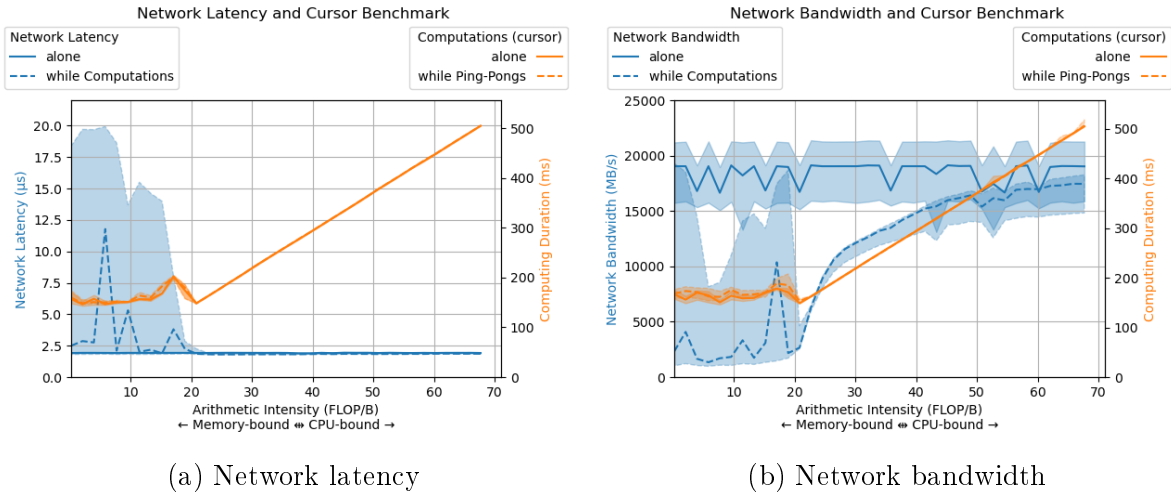 Network Latency and Cursor Benchmark
Network Latency
alone
while Computations
Computations (cursor)
alone
while Ping-Pongs
20.0
17.5
15.0
12.5
10.0
7.5
5.0
2.5
0.0
Network Latency (µs)
500
400
300
200
100
0
Computing Duration (ms)
10 20 30 40 50 60 70
Arithmetic Intensity (FLOP/B)
← Memory-bound ⇹ CPU-bound →
(a) Network latency
Network Bandwidth and Cursor Benchmark
Network Bandwidth
alone
while Computations
Computations (cursor)
alone
while Ping-Pongs
25000
20000
15000
10000
5000
0
Network Bandwidth (MB/s)
500
400
300
200
100
0
Computing Duration (ms)
10 20 30 40 50 60 70
Arithmetic Intensity (FLOP/B)
← Memory-bound ⇹ CPU-bound →
(b) Network bandwidth